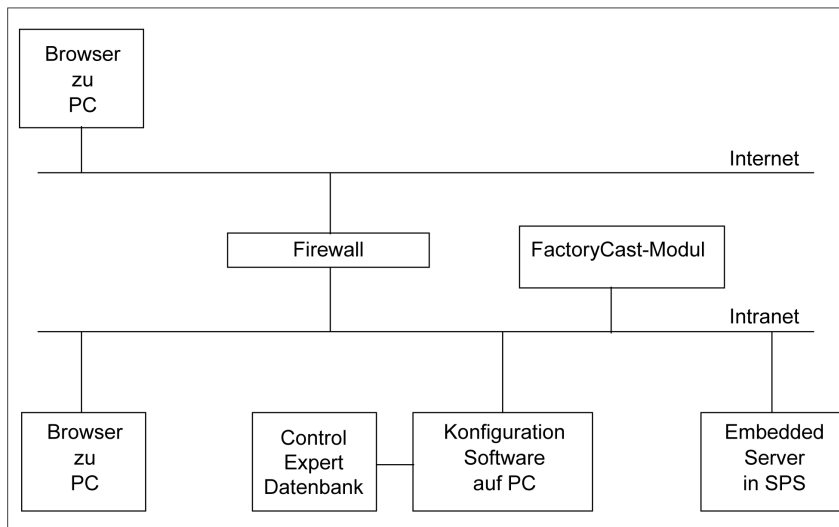 Browser
zu
PC
Internet
Firewall
FactoryCast-Modul
Intranet
Browser
zu
PC
Control
Expert
Datenbank
Konfiguration
Software
auf PC
Embedded
Server
in SPS